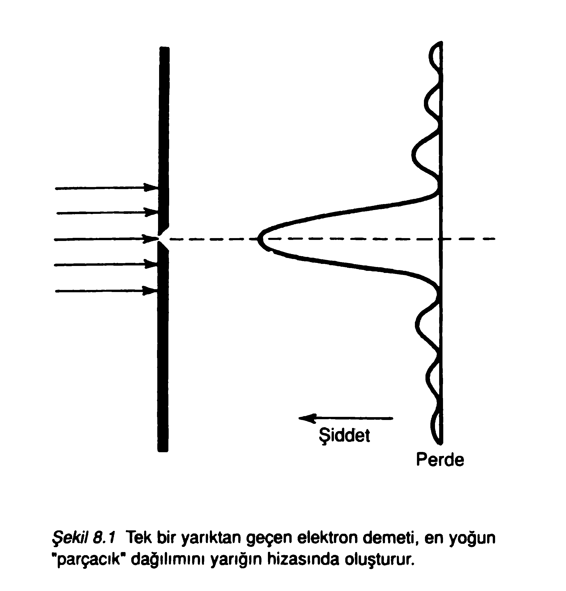 Şiddet
Perde
Şekil 8.1 Tek bir yarıktan geçen elektron demeti, en yoğun
"parçacık" dağılımını yarığın hizasında oluşturur.